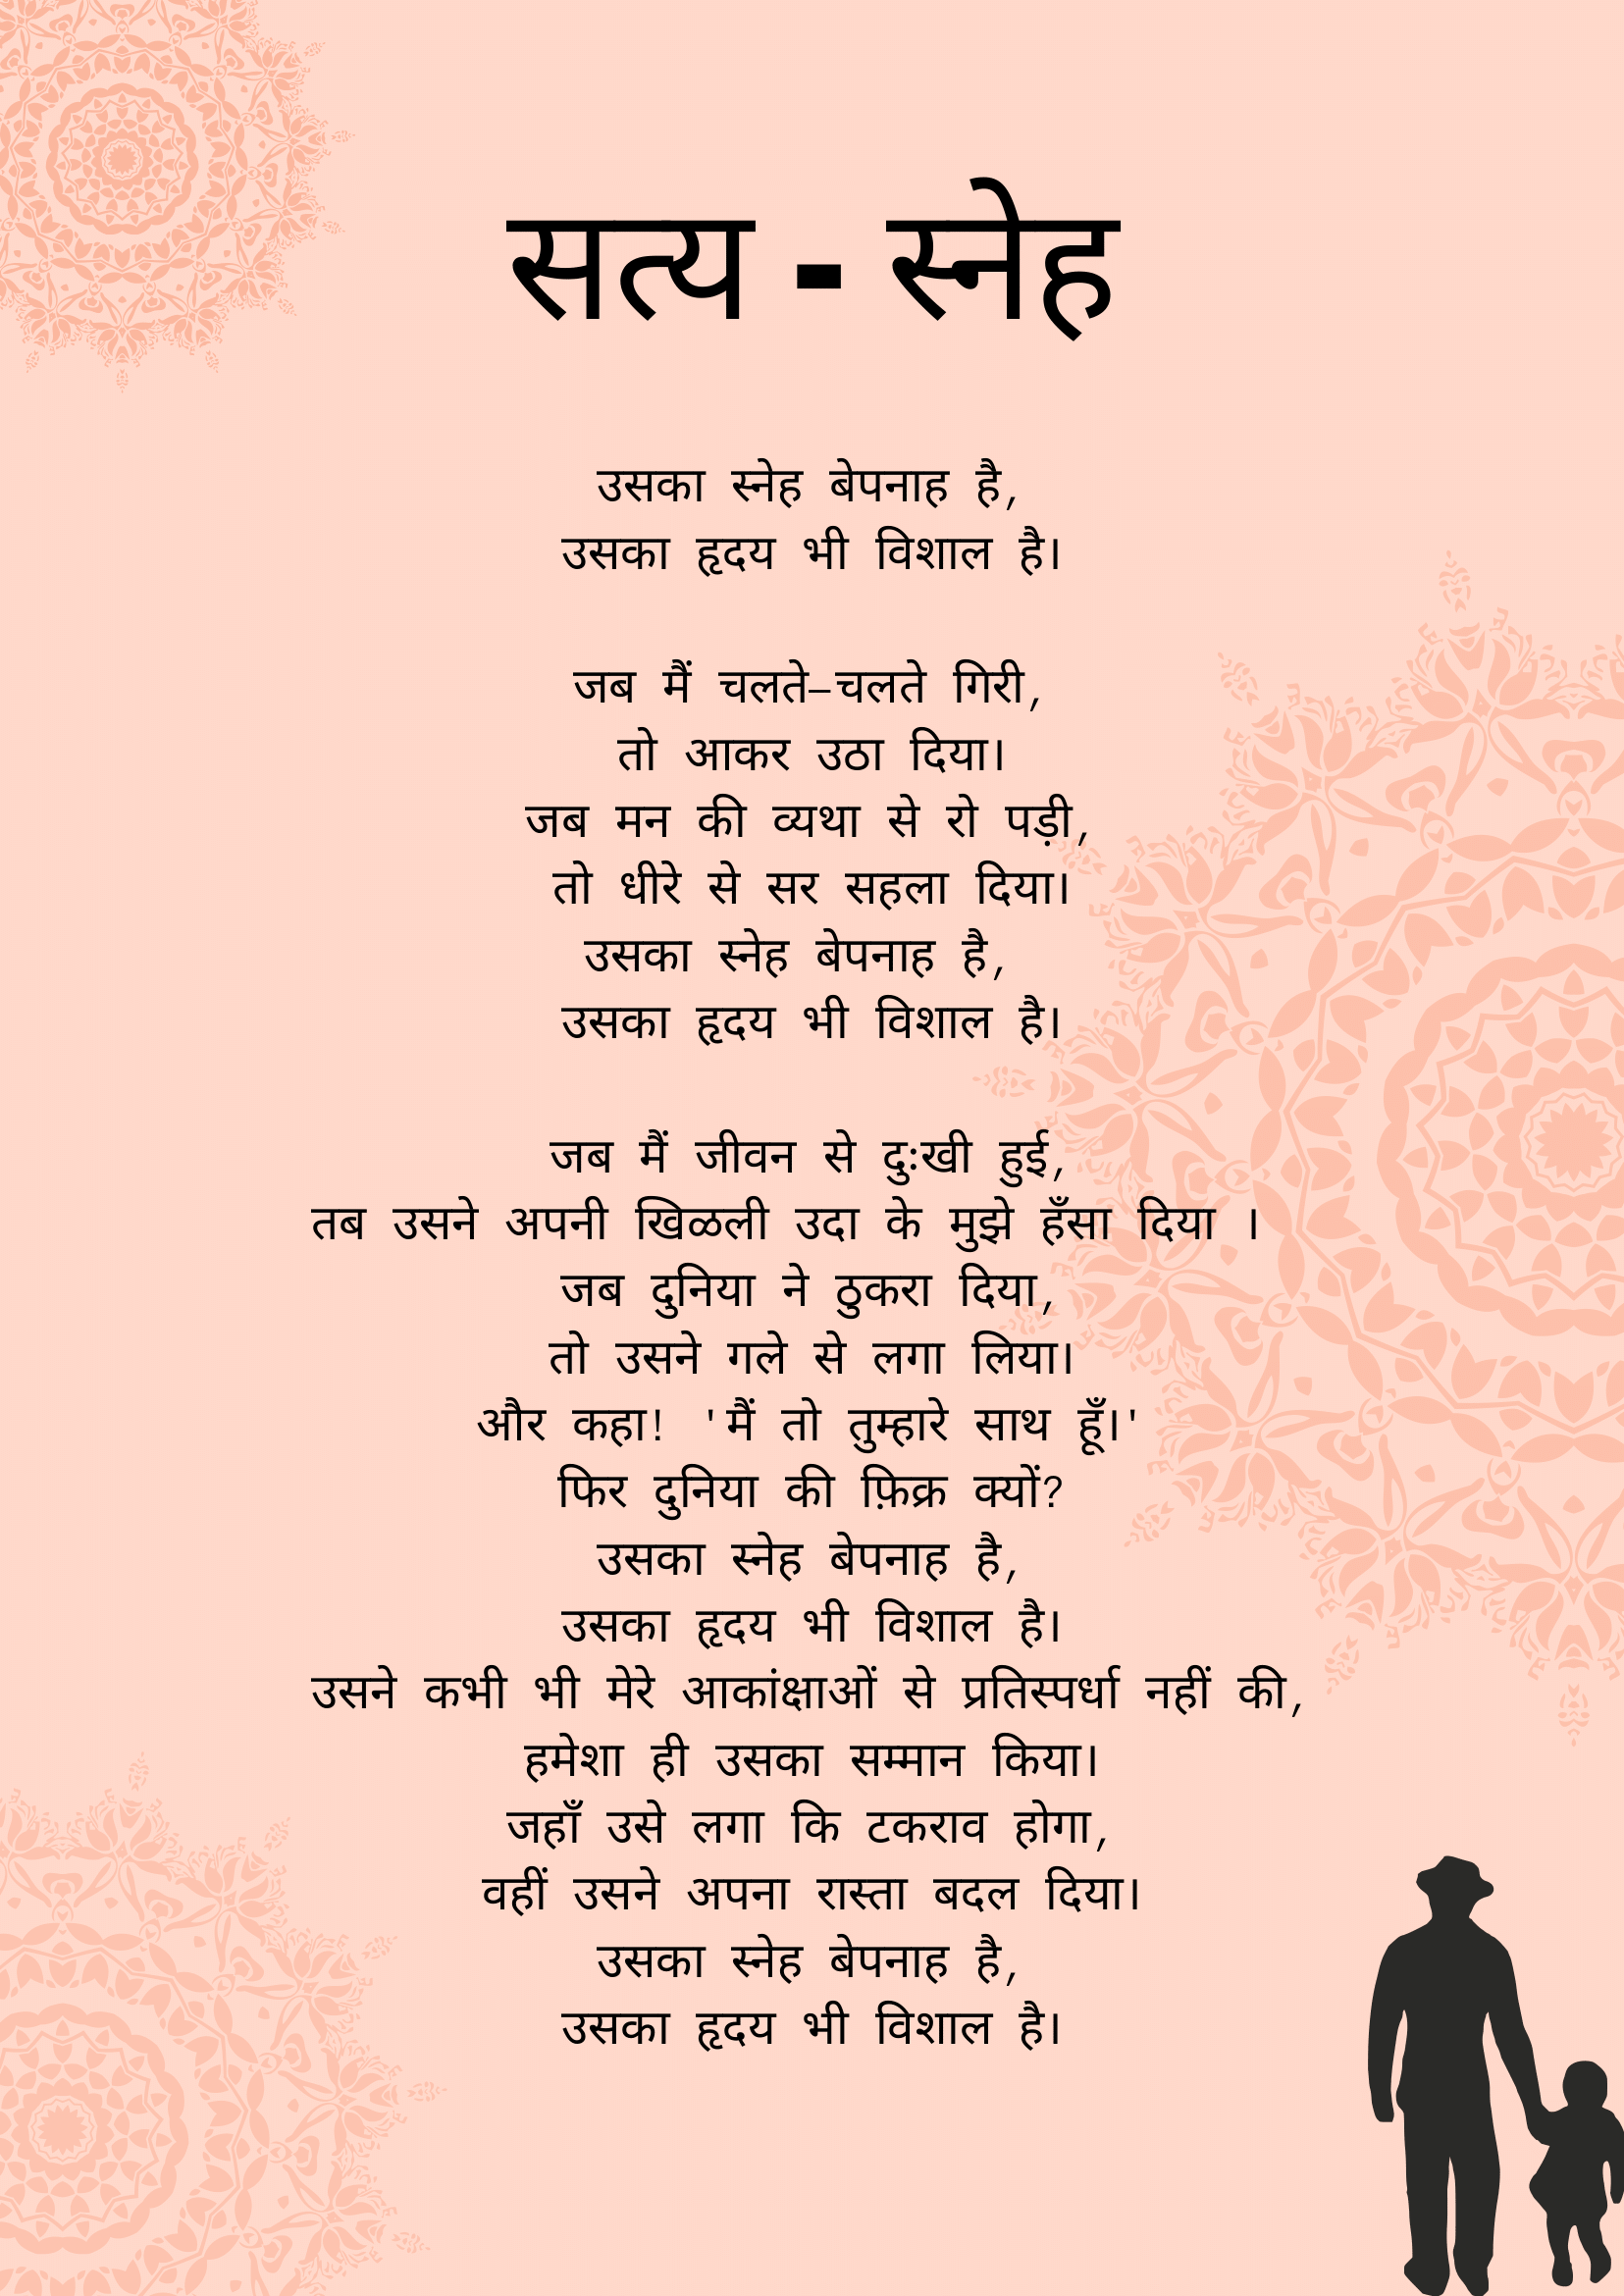 सत्य - स्नेह
उसका स्नेह बेपनाह है,
उसका हृदय भी विशाल है।
जब मैं चलते–चलते गिरी,
तो आकर उठा दिया।
जब मन की व्यथा से रो पड़ी,
तो धीरे से सर सहला दिया।
उसका स्नेह बेपनाह है,
उसका हृदय भी विशाल है।
जब मैं जीवन से दुःखी हुई,
तब उसने अपनी खिळली उदा के मुझे हँसा दिया ।
जब दुनिया ने ठुकरा दिया,
तो उसने गले से लगा लिया।
और कहा! 'मैं तो तुम्हारे साथ हूँ।'
फिर दुनिया की फ़िक्र क्यों?
उसका स्नेह बेपनाह है,
उसका हृदय भी विशाल है।
उसने कभी भी मेरे आकांक्षाओं से प्रतिस्पर्धा नहीं की,
हमेशा ही उसका सम्मान किया।
जहाँ उसे लगा कि टकराव होगा,
वहीं उसने अपना रास्ता बदल दिया।
उसका स्नेह बेपनाह है,
उसका हृदय भी विशाल है।